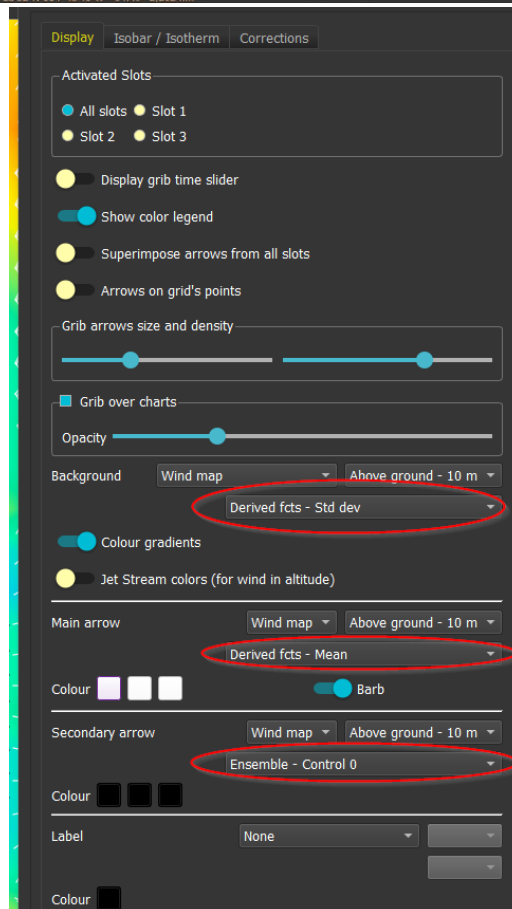 Display Isobar / Isotherm Corrections
Activated Slots
All slots Slot 1
Slot 2 Slot 3
Display grib time slider
Show color legend
Superimpose arrows from all slots
Arrows on grid's points
Grib arrows size and density
Grib over charts
Opacity
Background Wind map Above ground - 10 m
Derived fcts - Std dev
Colour gradients
Jet Stream colors (for wind in altitude)
Main arrow Wind map Above ground - 10 m
Derived fcts - Mean
Colour Barb
Secondary arrow Wind map Above ground - 10 m
Ensemble - Control 0
Colour
Label None
Colour